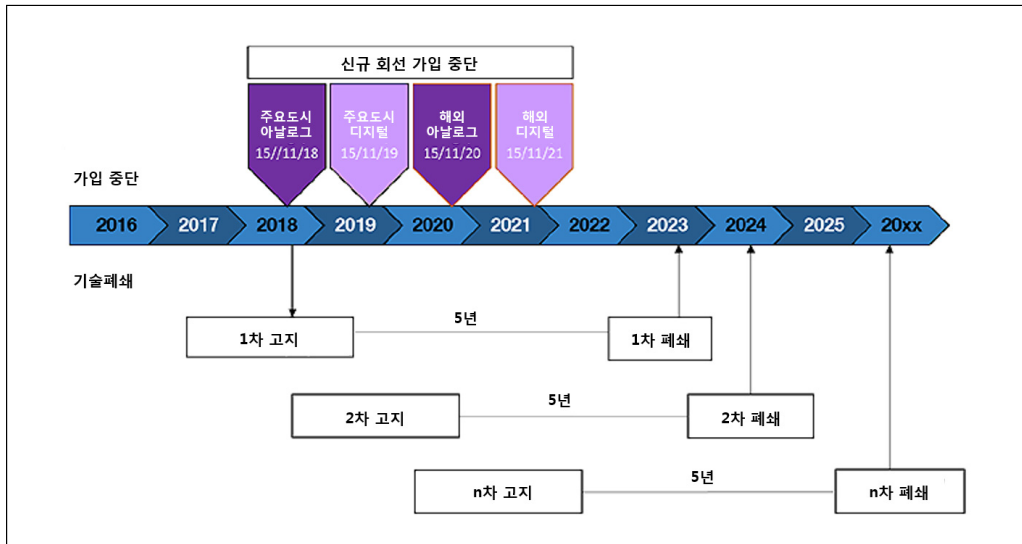 신규 회선 가입 중단
주요도시
아날로그
15//11/18
주요도시
디지털
15/11/19
해외
아날로그
15/11/20
해외
디지털
15/11/21
가입 중단
2016 2017 2018 2019 2020 2021 2022 2023 2024 2025 20xx
기술폐쇄
1차 고지
5년
1차 폐쇄
2차 고지
5년
2차 폐쇄
n차 고지
5년
n차 폐쇄